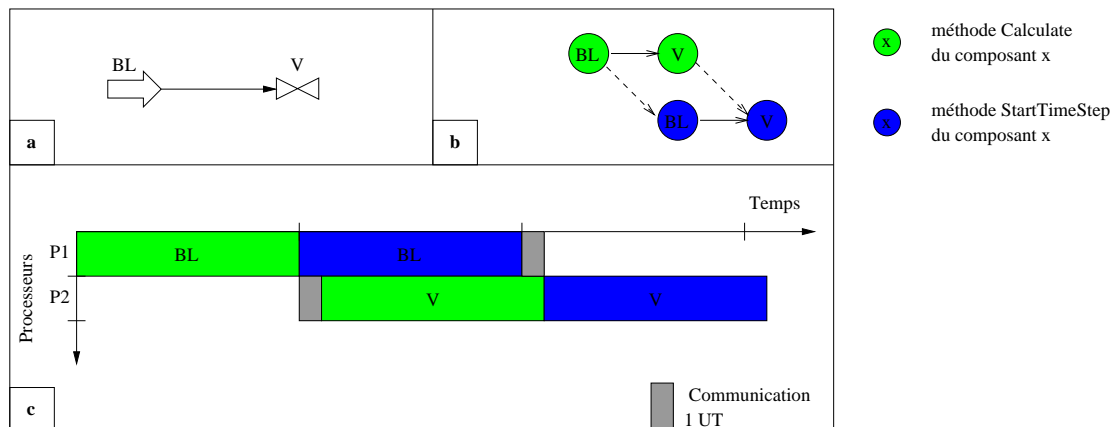 BL
V
a
BL
V
BL
V
b
x
méthode Calculate
du composant x
x
méthode StartTimeStep
du composant x
Temps
Processeurs
P1
BL
BL
P2
V
V
c
Communication
1 UT